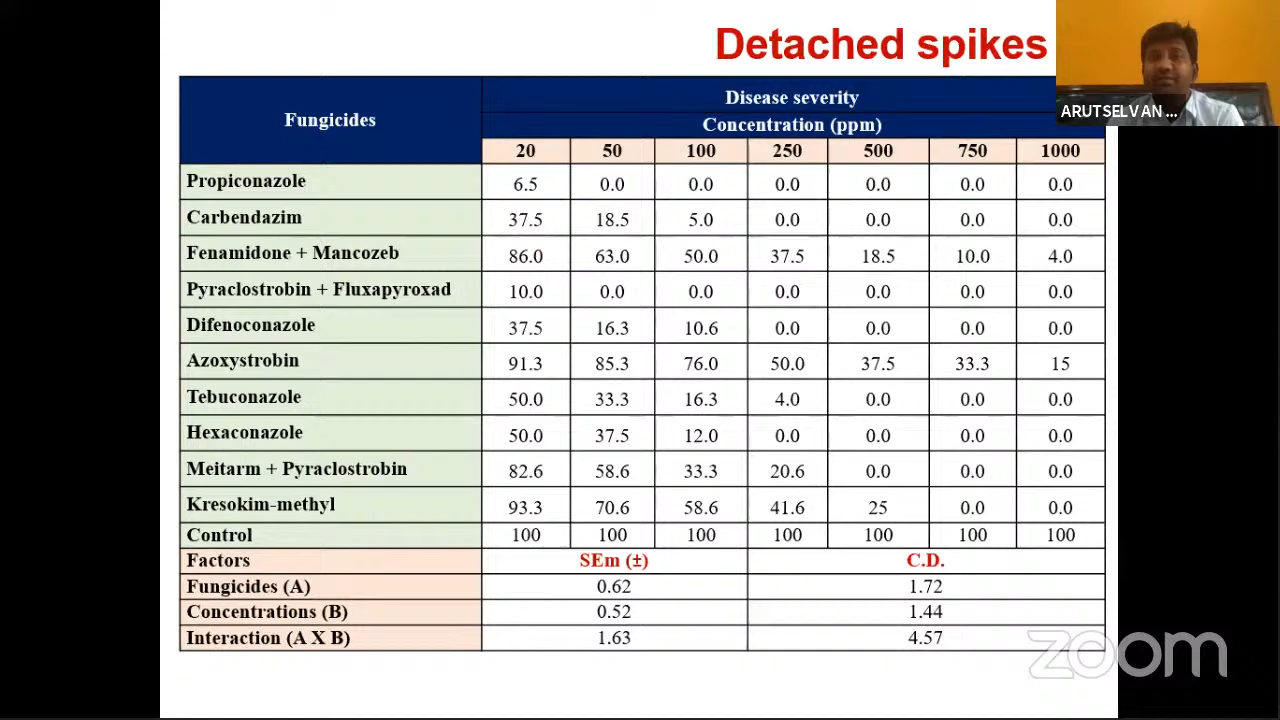 Detached spikes
ARUTSELVAN ...
Fungicides
Disease severity
Concentration (ppm)
20 50 100 250 500 750 1000
Propiconazole 6.5 0.0 0.0 0.0 0.0 0.0 0.0
Carbendazim 37.5 18.5 5.0 0.0 0.0 0.0 0.0
Fenamidone + Mancozeb 86.0 63.0 50.0 37.5 18.5 10.0 4.0
Pyraclostrobin + Fluxapyroxad 10.0 0.0 0.0 0.0 0.0 0.0 0.0
Difenoconazole 37.5 16.3 10.6 0.0 0.0 0.0 0.0
Azoxystrobin 91.3 85.3 76.0 50.0 37.5 33.3 15
Tebuconazole 50.0 33.3 16.3 4.0 0.0 0.0 0.0
Hexaconazole 50.0 37.5 12.0 0.0 0.0 0.0 0.0
Meitarm + Pyraclostrobin 82.6 58.6 33.3 20.6 0.0 0.0 0.0
Kresokim-methyl 93.3 70.6 58.6 41.6 25 0.0 0.0
Control 100 100 100 100 100 100 100
Factors SEm (±) C.D.
Fungicides (A) 0.62 1.72
Concentrations (B) 0.52 1.44
Interaction (A X B) 1.63 4.57
zoom